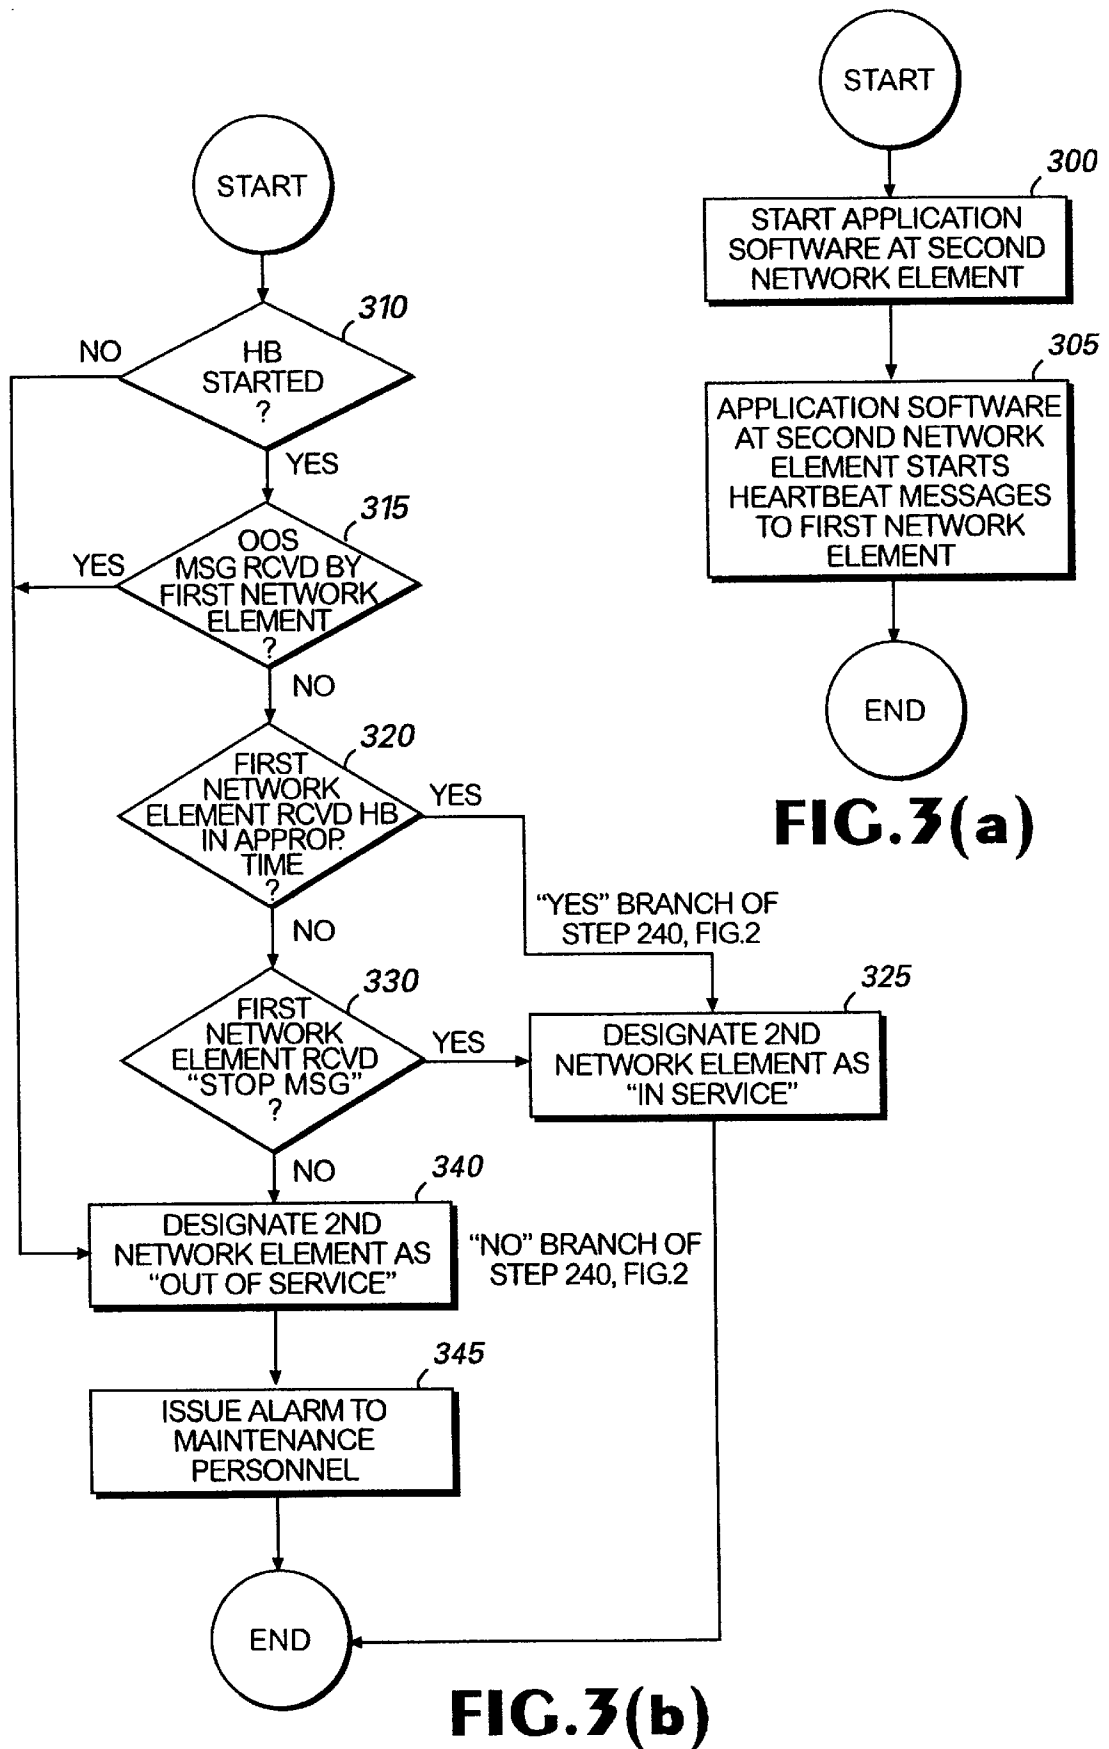 START
310
NO
HB
STARTED
?
YES
315
OOS
MSG RCVD BY
FIRST NETWORK
ELEMENT
?
YES
NO
320
FIRST
NETWORK
ELEMENT RCVD HB
IN APPROP.
TIME
?
YES
"YES" BRANCH OF
STEP 240, FIG.2
NO
330
FIRST
NETWORK
ELEMENT RCVD
"STOP MSG"
?
YES
325
DESIGNATE 2ND
NETWORK ELEMENT AS
"IN SERVICE"
NO
340
DESIGNATE 2ND
NETWORK ELEMENT AS
"OUT OF SERVICE"
"NO" BRANCH OF
STEP 240, FIG.2
345
ISSUE ALARM TO
MAINTENANCE
PERSONNEL
END
FIG.3(b)
START
300
START APPLICATION
SOFTWARE AT SECOND
NETWORK ELEMENT
305
APPLICATION SOFTWARE
AT SECOND NETWORK
ELEMENT STARTS
HEARTBEAT MESSAGES
TO FIRST NETWORK
ELEMENT
END
FIG.3(a)